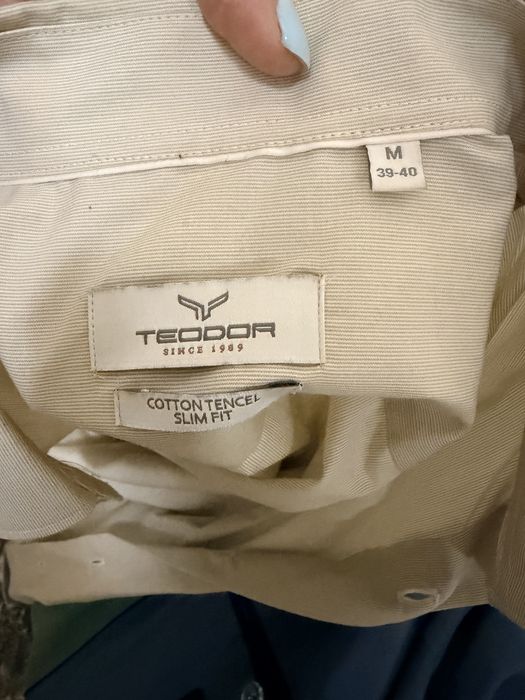 M
39-40
TEODOR
SINCE 1989
COTTON TENCEL
SLIM FIT